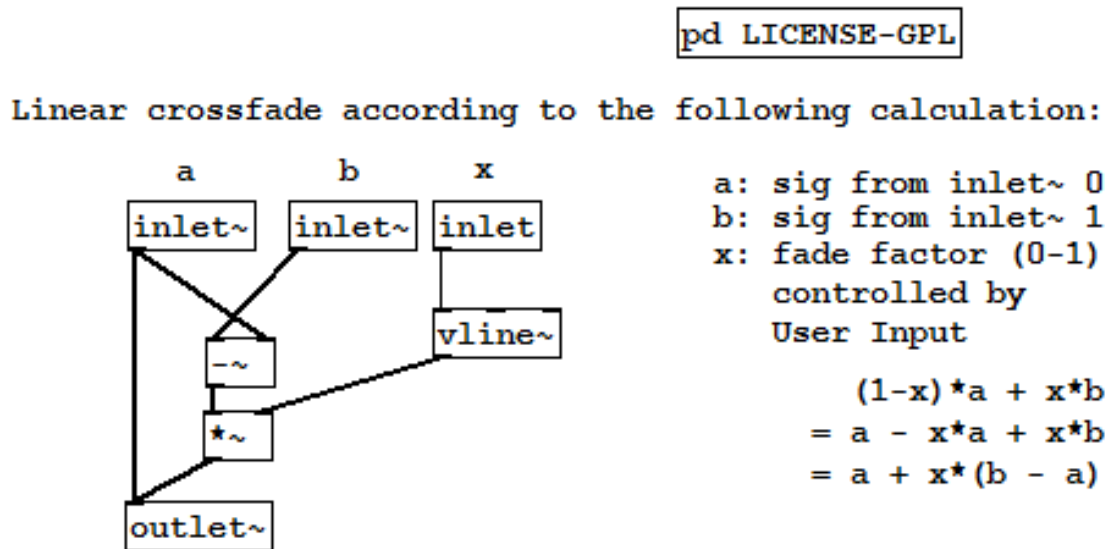 pd LICENSE-GPL
Linear crossfade according to the following calculation:
a b x
inlet~ inlet~ inlet
vline~
-~
*~
outlet~
a: sig from inlet~ 0
b: sig from inlet~ 1
x: fade factor (0-1)
controlled by
User Input
(1-x)*a + x*b
= a - x*a + x*b
= a + x*(b - a)